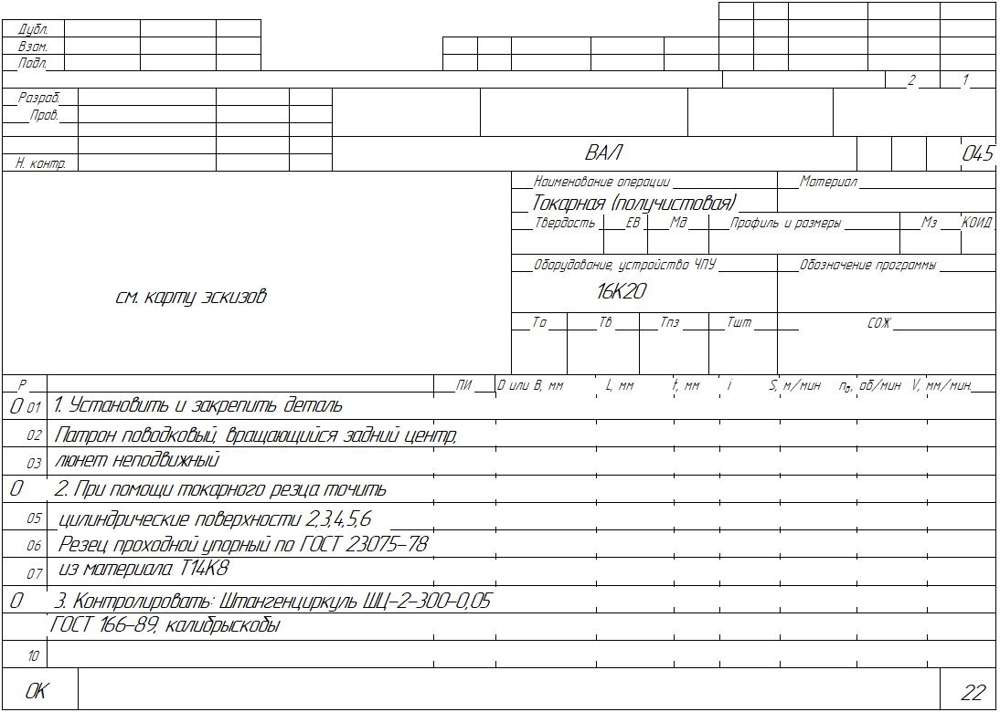 Дубл.
Взам.
Подл.
2 1
Разраб.
Пров.
Н. контр.
ВАЛ 045
Наименование операции Материал
Токарная (получистовая)
Твердость ЕВ Мд Профиль и размеры Мз КОИД
Оборудование, устройство ЧПУ Обозначение программы
16К20
см. карту эскизов
То Тв Тпз Тшт СОЖ
Р ПИ D или В, мм L, мм t, мм i S, м/мин nд, об/мин V, мм/мин.
О 01 1. Установить и закрепить деталь
02 Патрон поводковый, вращающийся задний центр,
03 люнет неподвижный
О 2. При помощи токарного резца точить
05 цилиндрические поверхности 2,3,4,5,6
06 Резец проходной упорный по ГОСТ 23075-78
07 из материала Т14К8
О 3. Контролировать: Штангенциркуль ШЦ-2-300-0,05
ГОСТ 166-89, калибрыскобы
10
ОК 22